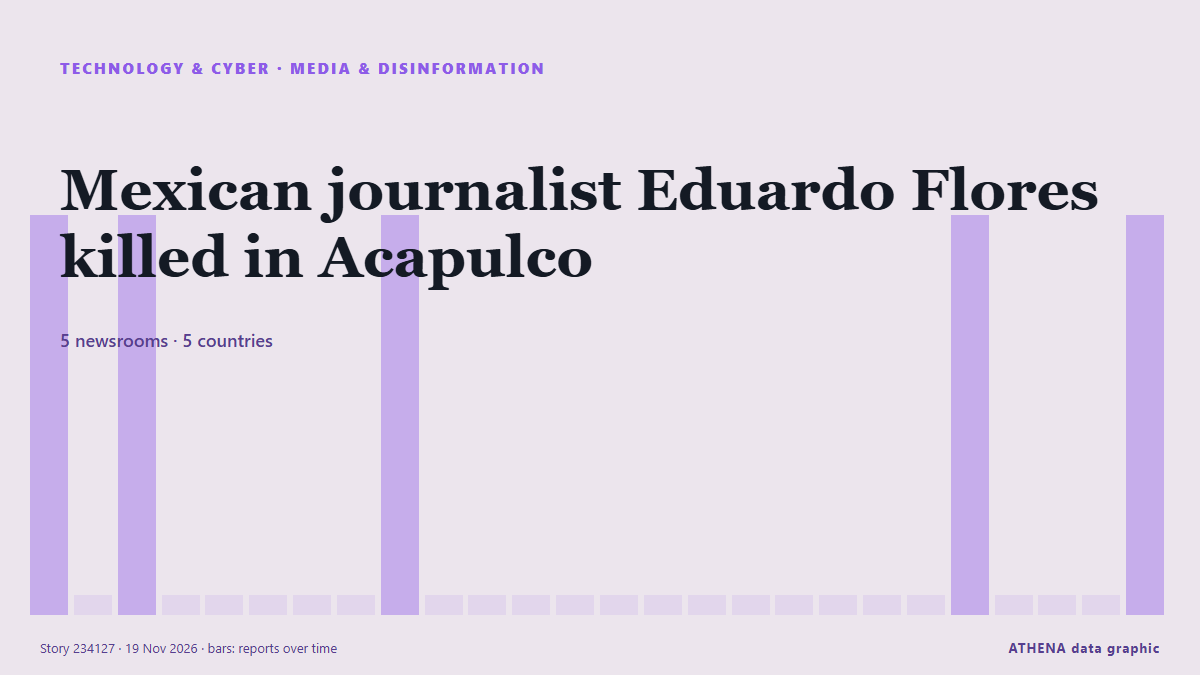 TECHNOLOGY & CYBER · MEDIA & DISINFORMATION
Mexican journalist Eduardo Flores
killed in Acapulco
5 newsrooms · 5 countries
Story 234127 · 19 Nov 2026 · bars: reports over time
ATHENA data graphic